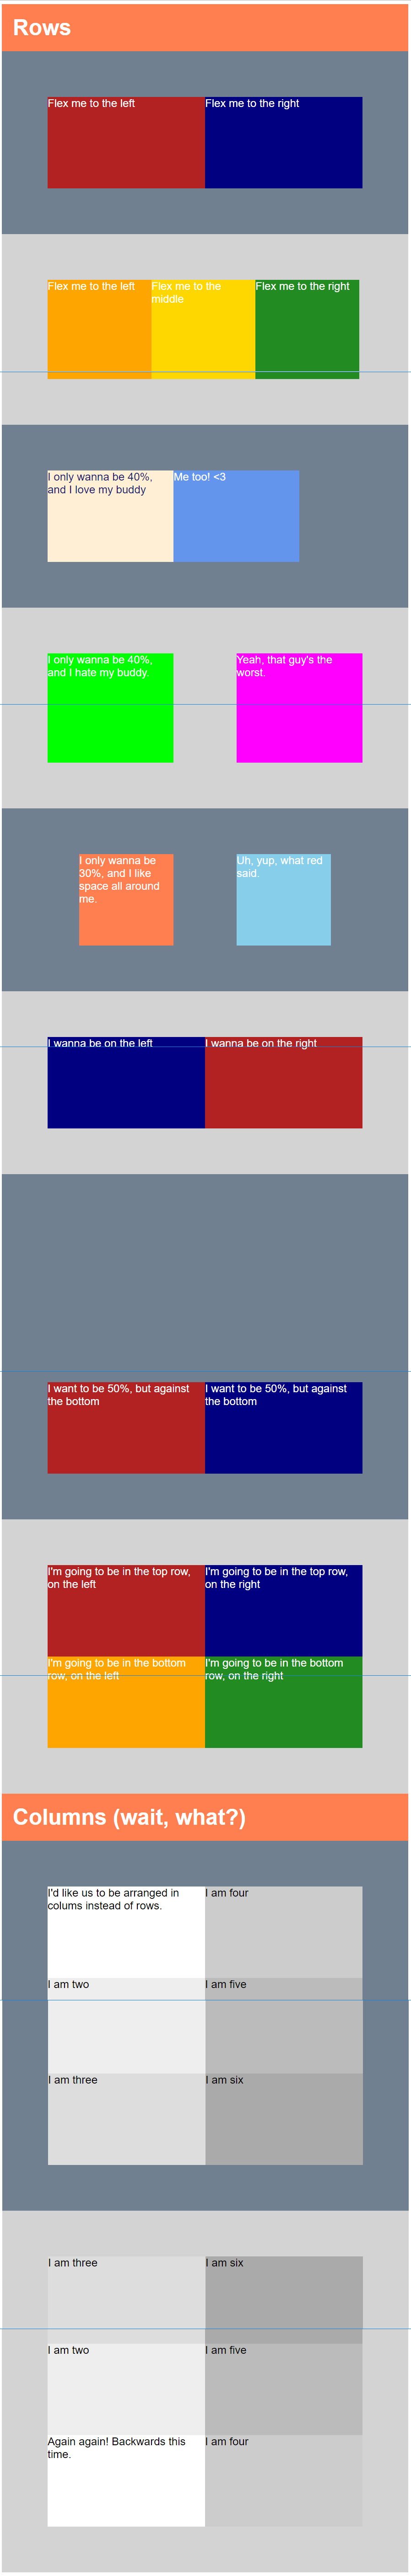 Rows
Flex me to the left
Flex me to the right
Flex me to the left
Flex me to the
middle
Flex me to the right
I only wanna be 40%,
and I love my buddy
Me too! <3
I only wanna be 40%,
and I hate my buddy.
Yeah, that guy's the
worst.
I only wanna be
30%, and I like
space all around
me.
Uh, yup, what red
said.
I wanna be on the left
I wanna be on the right
I want to be 50%, but against
the bottom
I want to be 50%, but against
the bottom
I'm going to be in the top row,
on the left
I'm going to be in the top row,
on the right
I'm going to be in the bottom
row, on the left
I'm going to be in the bottom
row, on the right
Columns (wait, what?)
I'd like us to be arranged in
colums instead of rows.
I am four
I am two
I am five
I am three
I am six
I am three
I am six
I am two
I am five
Again again! Backwards this
time.
I am four